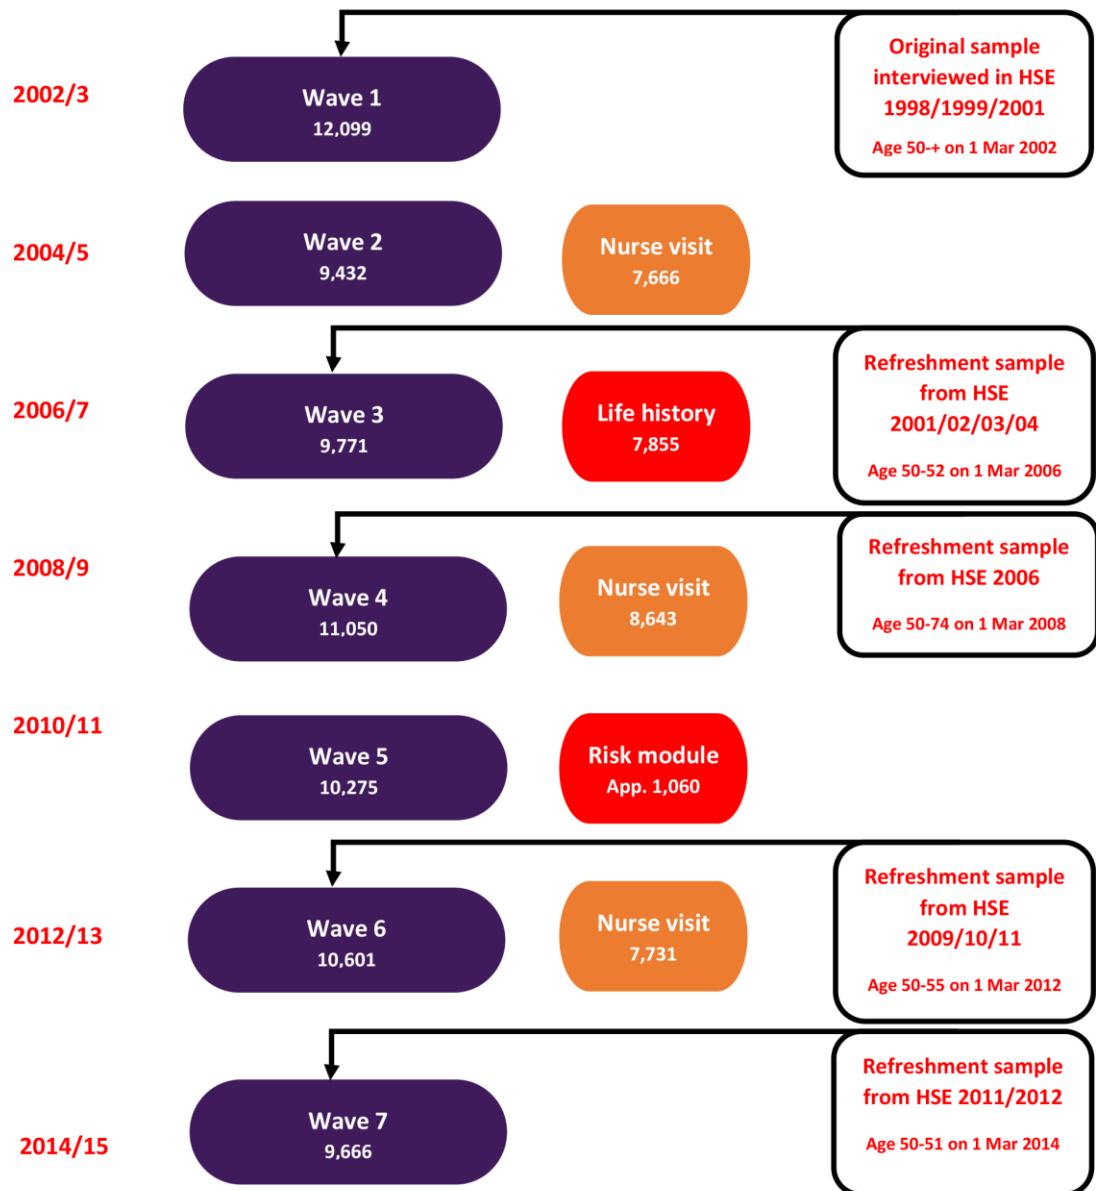 2002/3
Wave 1
12,099
Original sample
interviewed in HSE
1998/1999/2001
Age 50-+ on 1 Mar 2002
2004/5
Wave 2
9,432
Nurse visit
7,666
2006/7
Wave 3
9,771
Life history
7,855
Refreshment sample
from HSE
2001/02/03/04
Age 50-52 on 1 Mar 2006
2008/9
Wave 4
11,050
Nurse visit
8,643
Refreshment sample
from HSE 2006
Age 50-74 on 1 Mar 2008
2010/11
Wave 5
10,275
Risk module
App. 1,060
2012/13
Wave 6
10,601
Nurse visit
7,731
Refreshment sample
from HSE
2009/10/11
Age 50-55 on 1 Mar 2012
2014/15
Wave 7
9,666
Refreshment sample
from HSE 2011/2012
Age 50-51 on 1 Mar 2014